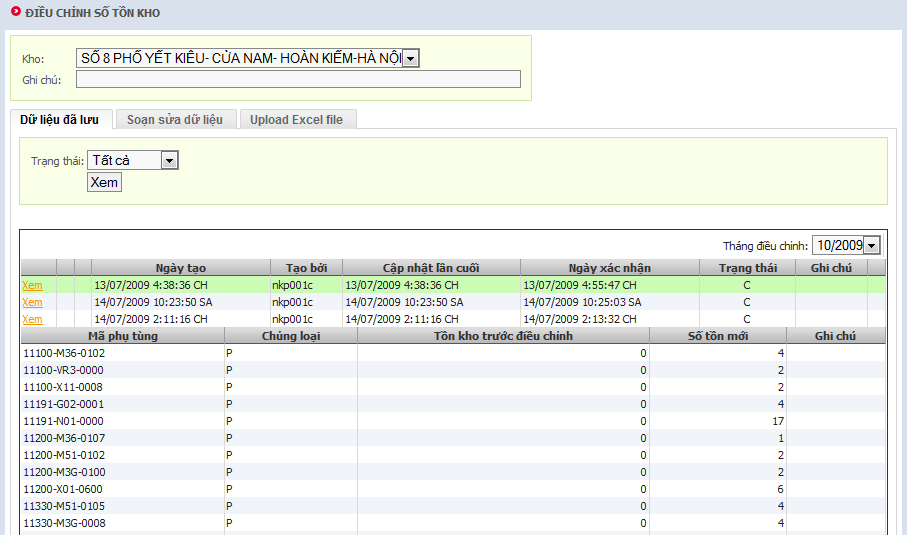 ĐIỀU CHỈNH SỐ TỒN KHO
Kho: SỐ 8 PHỐ YẾT KIÊU- CỬA NAM- HOÀN KIẾM-HÀ NỘI
Ghi chú:
Dữ liệu đã lưu Soạn sửa dữ liệu Upload Excel file
Trạng thái: Tất cả
Xem
Tháng điều chỉnh: 10/2009
Ngày tạo Tạo bởi Cập nhật lần cuối Ngày xác nhận Trạng thái Ghi chú
Xem 13/07/2009 4:38:36 CH nkp001c 13/07/2009 4:38:36 CH 13/07/2009 4:55:47 CH C
Xem 14/07/2009 10:23:50 SA nkp001c 14/07/2009 10:23:50 SA 14/07/2009 10:25:03 SA C
Xem 14/07/2009 2:11:16 CH nkp001c 14/07/2009 2:11:16 CH 14/07/2009 2:13:32 CH C
Mã phụ tùng Chủng loại Tồn kho trước điều chỉnh Số tồn mới Ghi chú
11100-M36-0102 P 0 4
11100-VR3-0000 P 0 2
11100-X11-0008 P 0 2
11191-G02-0001 P 0 4
11191-N01-0000 P 0 17
11200-M36-0107 P 0 1
11200-M51-0102 P 0 2
11200-M3G-0100 P 0 2
11200-X01-0600 P 0 6
11330-M51-0105 P 0 4
11330-M3G-0008 P 0 4